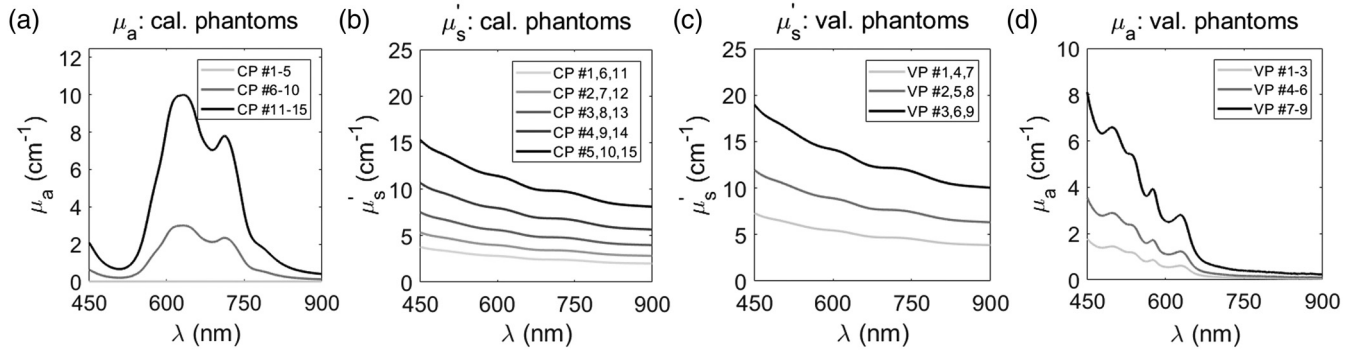 (a)
μa: cal. phantoms
12
10
8
6
4
2
0
μa (cm-1)
450 600 750 900
λ (nm)
CP #1-5
CP #6-10
CP #11-15
(b)
μs': cal. phantoms
25
20
15
10
5
0
μs' (cm-1)
450 600 750 900
λ (nm)
CP #1,6,11
CP #2,7,12
CP #3,8,13
CP #4,9,14
CP #5,10,15
(c)
μs': val. phantoms
25
20
15
10
5
0
μs' (cm-1)
450 600 750 900
λ (nm)
VP #1,4,7
VP #2,5,8
VP #3,6,9
(d)
μa: val. phantoms
10
8
6
4
2
0
μa (cm-1)
450 600 750 900
λ (nm)
VP #1-3
VP #4-6
VP #7-9